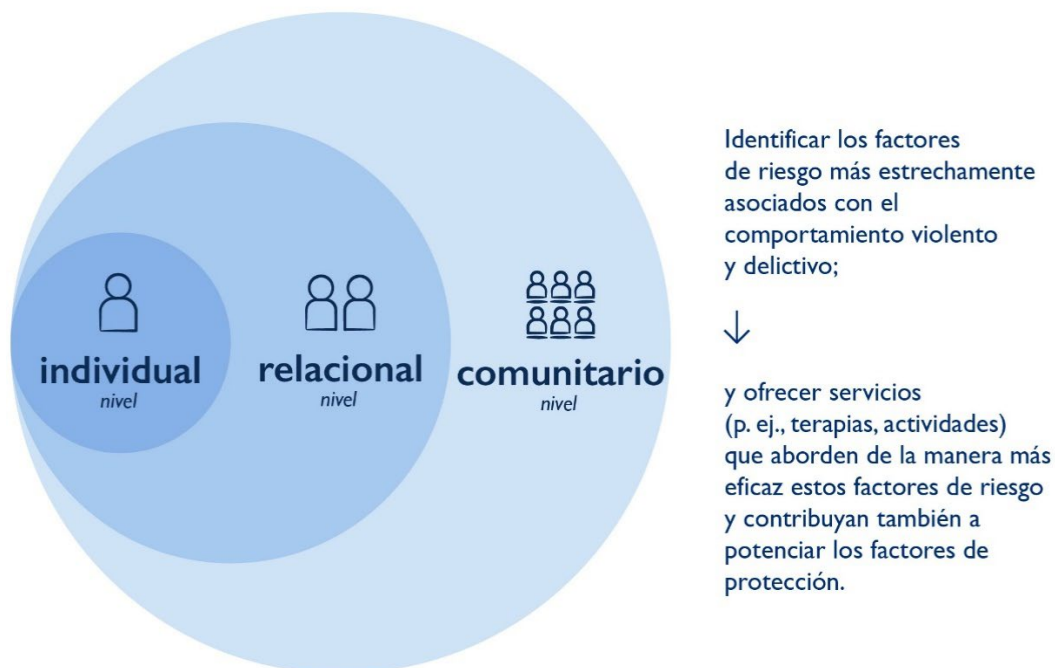 individual
nivel
relacional
nivel
comunitario
nivel
Identificar los factores
de riesgo más estrechamente
asociados con el
comportamiento violento
y delictivo;
y ofrecer servicios
(p. ej., terapias, actividades)
que aborden de la manera más
eficaz estos factores de riesgo
y contribuyan también a
potenciar los factores de
protección.